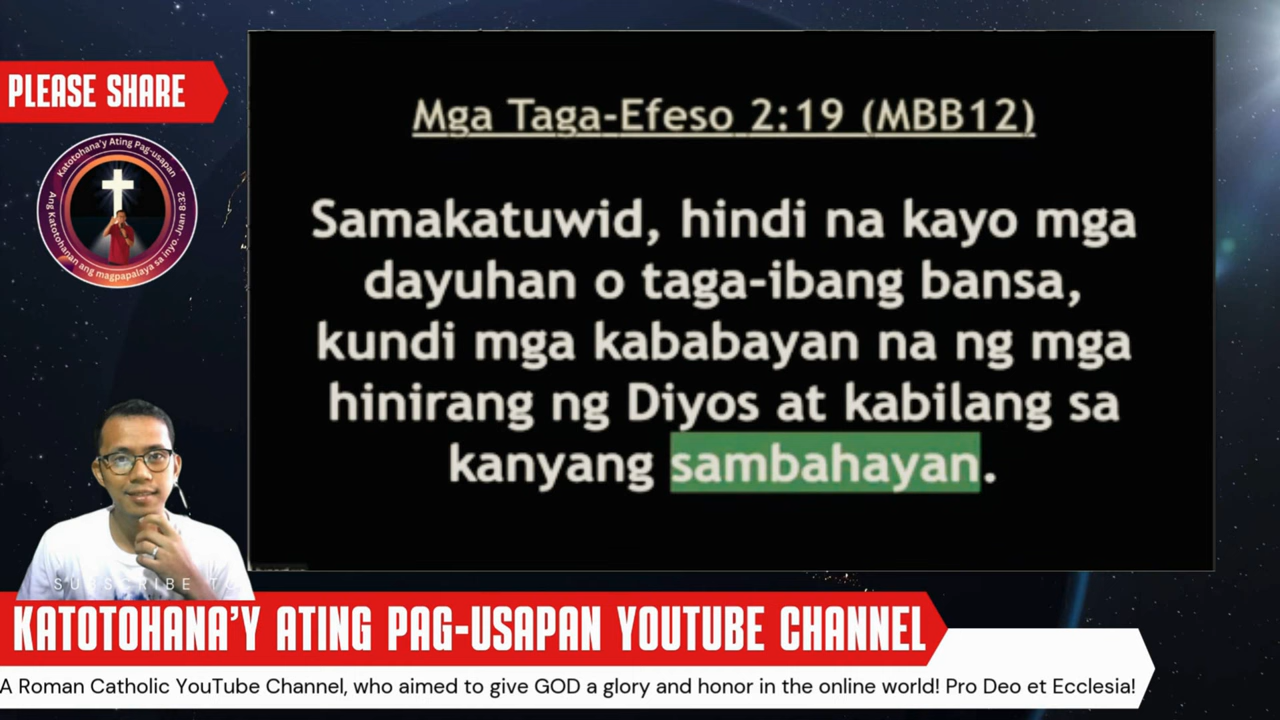 PLEASE SHARE
Katotohana'y Ating Pag-usapan
Ang Katotohanan ang magpapalaya sa inyo. Juan 8:32
Mga Taga-Efeso 2:19 (MBB12)
Samakatuwid, hindi na kayo mga
dayuhan o taga-ibang bansa,
kundi mga kababayan na ng mga
hinirang ng Diyos at kabilang sa
kanyang sambahayan.
SUBSCRIBE TO
KATOTOHANA'Y ATING PAG-USAPAN YOUTUBE CHANNEL
A Roman Catholic YouTube Channel, who aimed to give GOD a glory and honor in the online world! Pro Deo et Ecclesia!